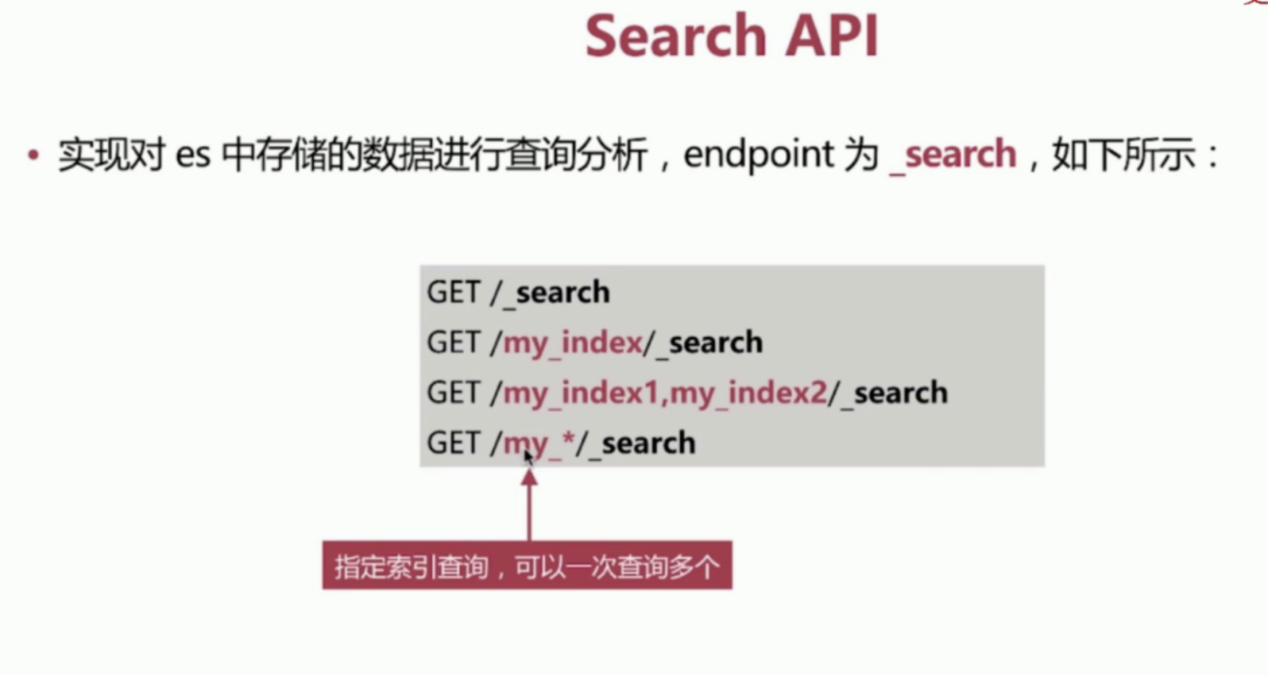 Search API
• 实现对 es 中存储的数据进行查询分析，endpoint 为 _search，如下所示：
GET /_search
GET /my_index/_search
GET /my_index1,my_index2/_search
GET /my_*/_search
指定索引查询，可以一次查询多个